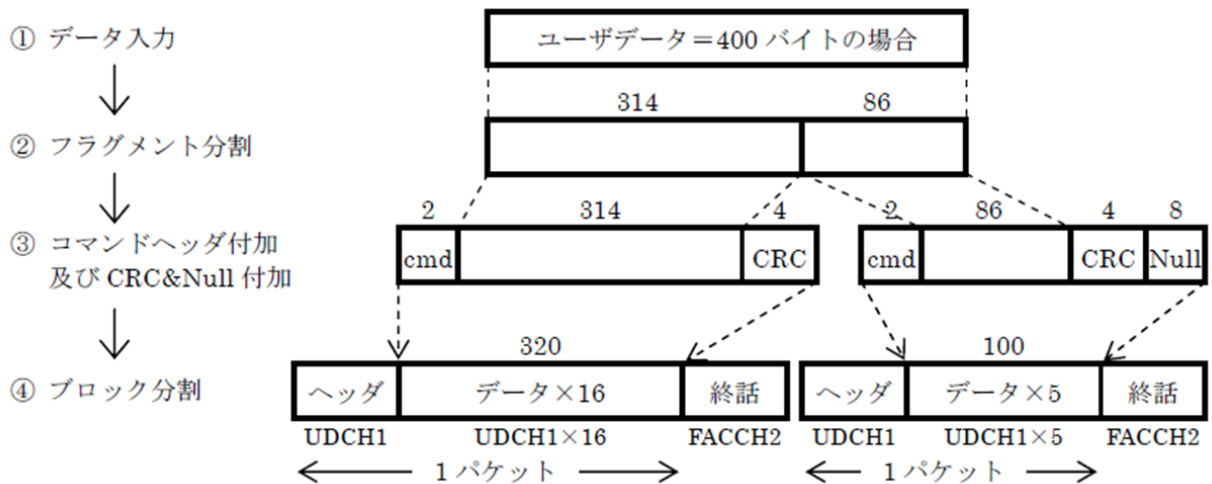 ① データ入力
ユーザデータ＝400 バイトの場合
314 86
② フラグメント分割
2 314 4 2 86 4 8
③ コマンドヘッダ付加
及び CRC&Null 付加
cmd CRC cmd CRC Null
320 100
④ ブロック分割
ヘッダ データ×16 終話 ヘッダ データ×5 終話
UDCH1 UDCH1×16 FACCH2 UDCH1 UDCH1×5 FACCH2
1 パケット 1 パケット